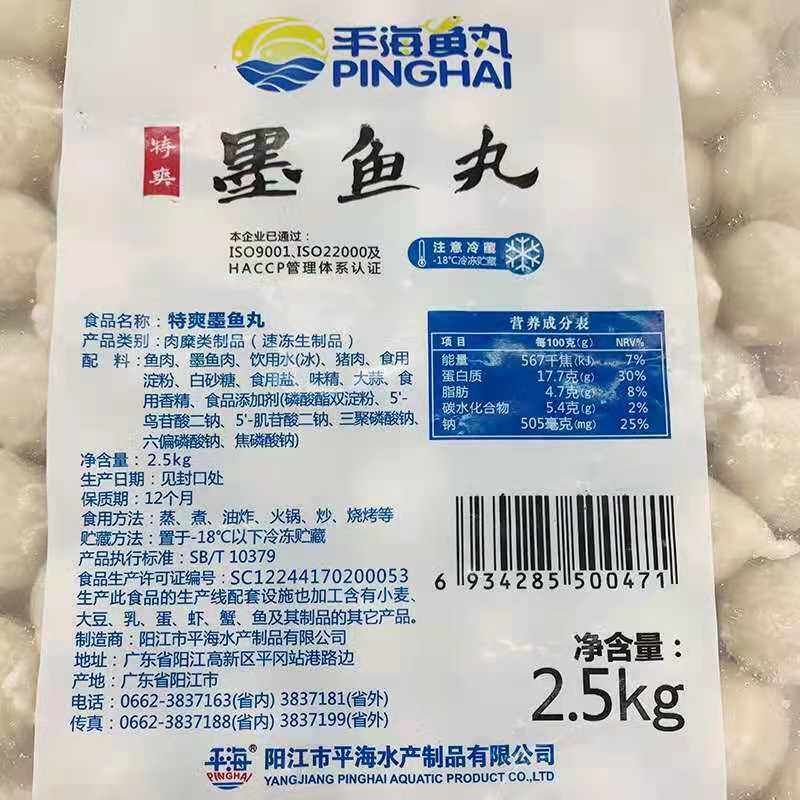 平海鱼丸
PINGHAI
特爽
墨鱼丸
本企业已通过:
ISO9001、ISO22000及
HACCP管理体系认证
注意冷藏
-18℃冷冻贮藏
食品名称：特爽墨鱼丸
产品类别：肉糜类制品（速冻生制品）
配 料：鱼肉、墨鱼肉、饮用水(冰)、猪肉、食用
淀粉、白砂糖、食用盐、味精、大蒜、食
用香精、食品添加剂(磷酸酯双淀粉、5'-
鸟苷酸二钠、5'-肌苷酸二钠、三聚磷酸钠、
六偏磷酸钠、焦磷酸钠)
净含量：2.5kg
生产日期：见封口处
保质期：12个月
食用方法：蒸、煮、油炸、火锅、炒、烧烤等
贮藏方法：置于-18℃以下冷冻贮藏
产品执行标准：SB/T 10379
食品生产许可证编号：SC12244170200053
生产此食品的生产线配套设施也加工含有小麦、
大豆、乳、蛋、虾、蟹、鱼及其制品的其它产品。
制造商：阳江市平海水产制品有限公司
地址：广东省阳江高新区平冈站港路边
产地：广东省阳江市
电话：0662-3837163(省内) 3837181(省外)
传真：0662-3837188(省内) 3837199(省外)
营养成分表
项目 每100克(g) NRV%
能量 567千焦(kJ) 7%
蛋白质 17.7克(g) 30%
脂肪 4.7克(g) 8%
碳水化合物 5.4克(g) 2%
钠 505毫克(mg) 25%
6 934285 500471
净含量：
2.5kg
平海®
PINGHAI
阳江市平海水产制品有限公司
YANGJIANG PINGHAI AQUATIC PRODUCT CO.,LTD